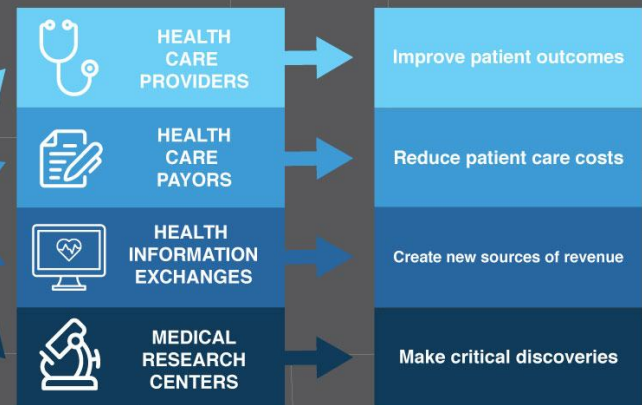 HEALTH
CARE
PROVIDERS
Improve patient outcomes
HEALTH
CARE
PAYORS
Reduce patient care costs
HEALTH
INFORMATION
EXCHANGES
Create new sources of revenue
MEDICAL
RESEARCH
CENTERS
Make critical discoveries